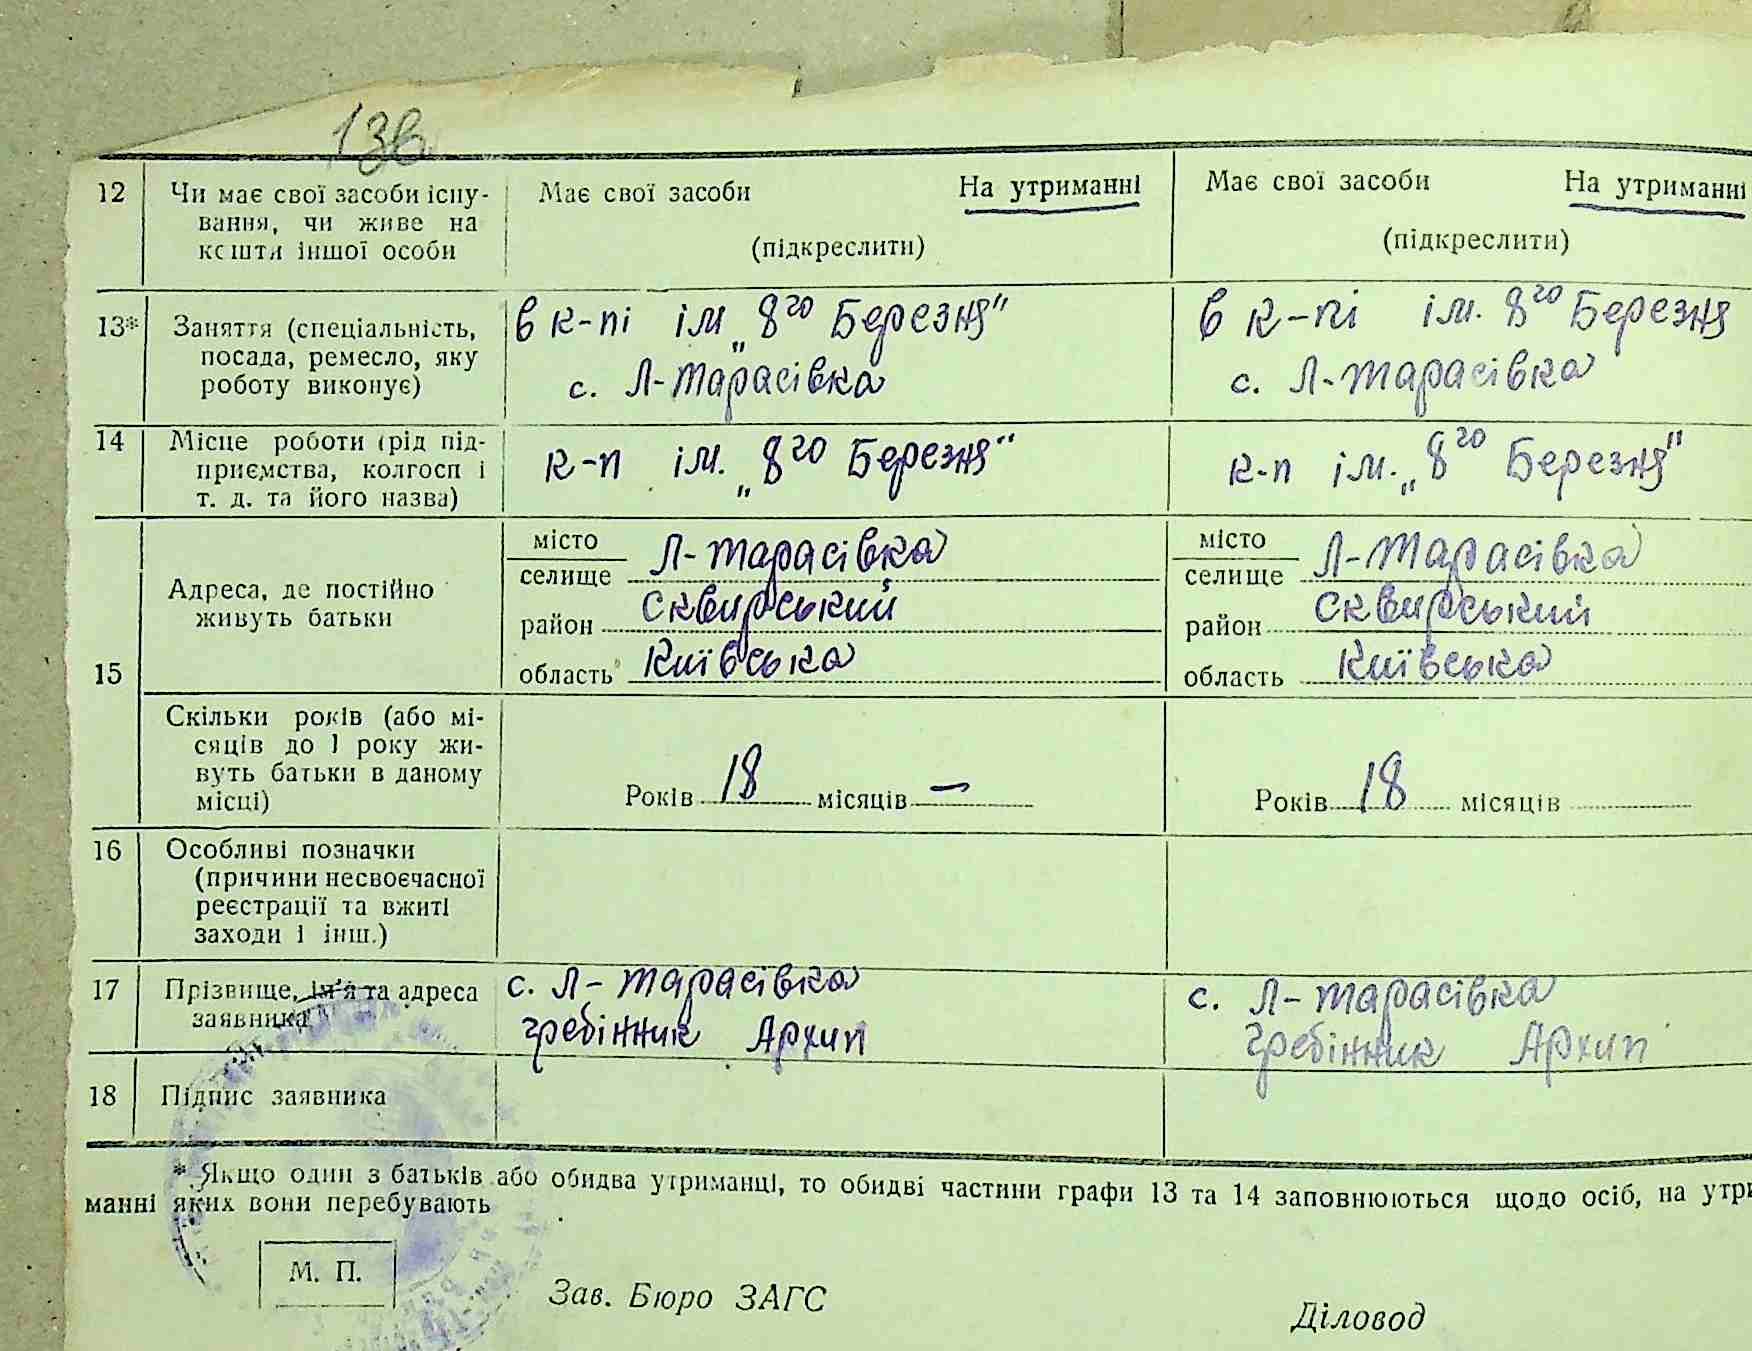 13в
12 Чи має свої засоби існу- Має свої засоби На утриманні Має свої засоби На утриманні
вання, чи живе на
кошти іншої особи (підкреслити) (підкреслити)
13* Заняття (спеціальність, в к-пі ім. „8го Березня" в к-пі ім. 8го Березня
посада, ремесло, яку
роботу виконує) с. Л-Тарасівка с. Л-Тарасівка
14 Місце роботи (рід під-
приємства, колгосп і к-п ім. „8го Березня" к-п ім. „8го Березня"
т. д. та його назва)
15 Адреса, де постійно
живуть батьки
місто Л-Тарасівка місто Л-Тарасівка
селище селище
район Сквирський район Сквирський
область Київська область Київська
Скільки років (або мі-
сяців до 1 року жи-
вуть батьки в даному
місці) Років 18 місяців — Років 18 місяців
16 Особливі позначки
(причини несвоєчасної
реєстрації та вжиті
заходи і інш.)
17 Прізвище, ім'я та адреса с. Л-Тарасівка с. Л-Тарасівка
заявника Гребінник Архип Гребінник Архип
18 Підпис заявника
* Якщо один з батьків або обидва утриманці, то обидві частини графи 13 та 14 заповнюються щодо осіб, на утри
манні яких вони перебувають
М. П.
Зав. Бюро ЗАГС
Діловод